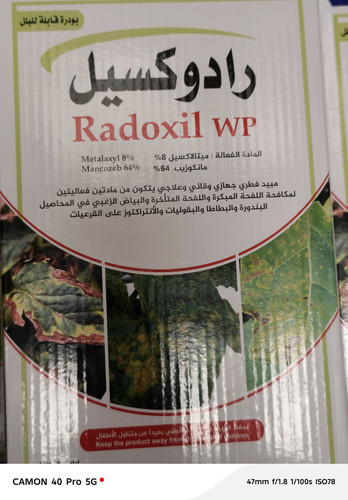 بودرة قابلة للبلل
رادوكسيل
Radoxil WP
Metalaxyl 8% المادة الفعالة : ميتالاكسيل 8%
Mancozeb 64% مانكوزيب 64%
مبيد فطري جهازي وقائي وعلاجي يتكون من مادتين فعاليتين
لمكافحة اللفحة المبكرة واللفحة المتأخرة والبياض الزغبي في المحاصيل
البندورة والبطاطا والبقوليات والأنتراكنوز على القرعيات
بعيداً عن متناول الأطفال
Keep the product away from the children
CAMON 40 Pro 5G
47mm f/1.8 1/100s ISO78